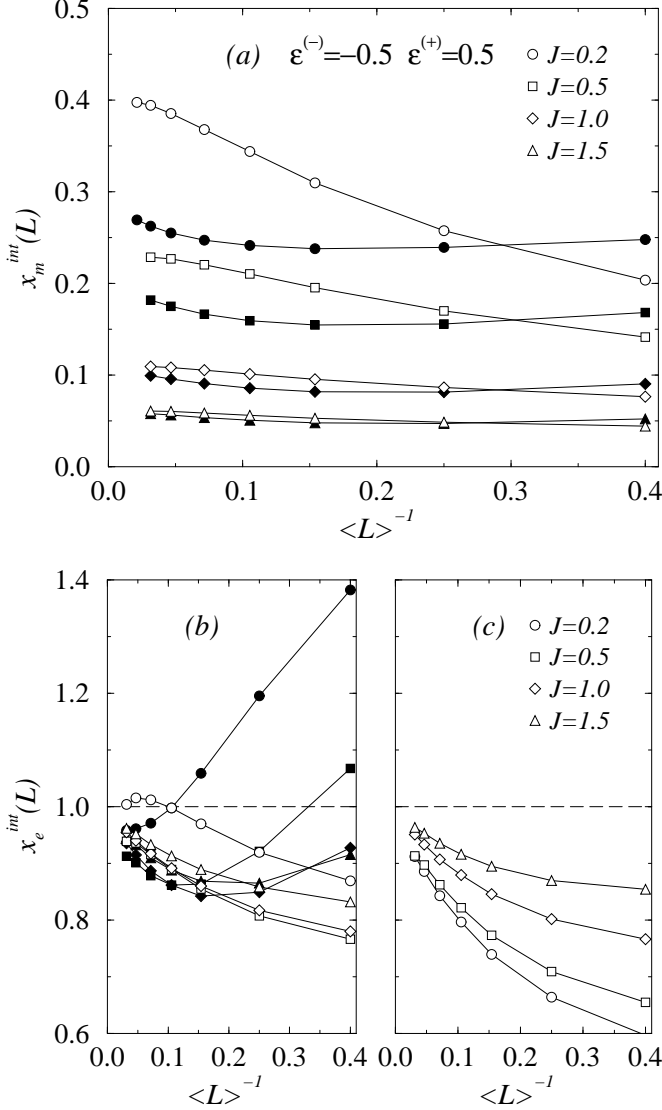 0.5
(a) ε(−)=−0.5 ε(+)=0.5
J=0.2
J=0.5
J=1.0
J=1.5
0.4
0.3
0.2
0.1
0.0
x_m^int(L)
0.0 0.1 0.2 0.3 0.4
<L>^−1
1.4
1.2
1.0
0.8
0.6
x_e^int(L)
(b)
0.0 0.1 0.2 0.3 0.4
<L>^−1
(c)
J=0.2
J=0.5
J=1.0
J=1.5
0.0 0.1 0.2 0.3 0.4
<L>^−1